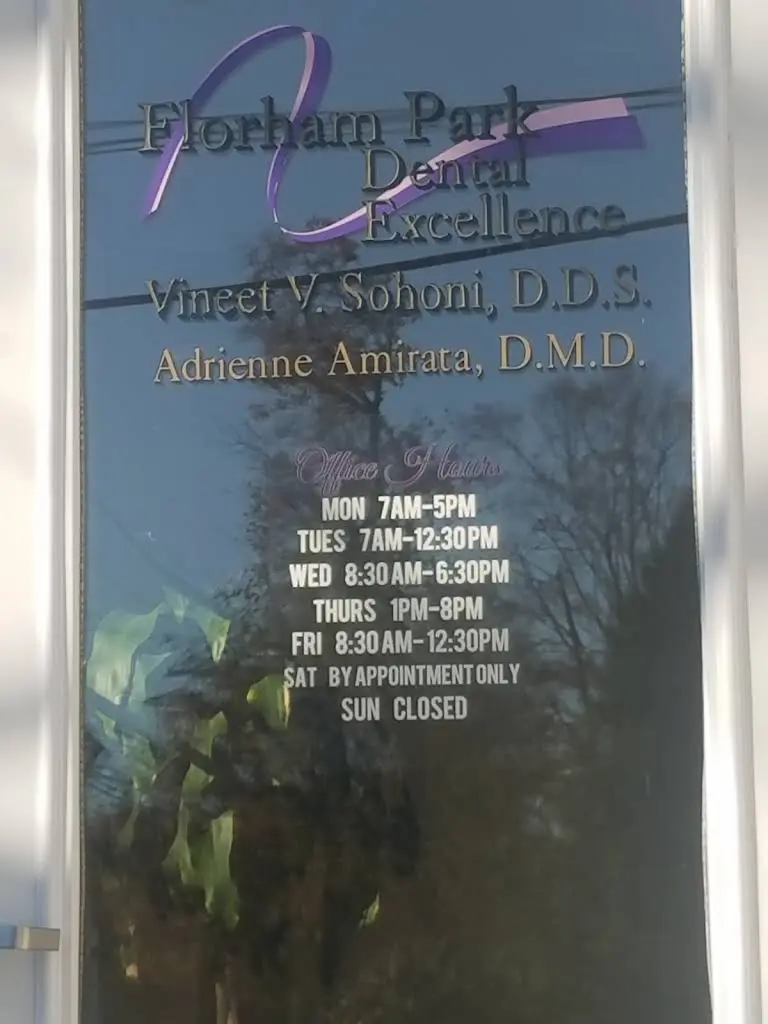 Florham Park
Dental
Excellence
Vineet V. Sohoni, D.D.S.
Adrienne Amirata, D.M.D.
Office Hours
MON 7AM-5PM
TUES 7AM-12:30PM
WED 8:30AM-6:30PM
THURS 1PM-8PM
FRI 8:30AM-12:30PM
SAT BY APPOINTMENT ONLY
SUN CLOSED